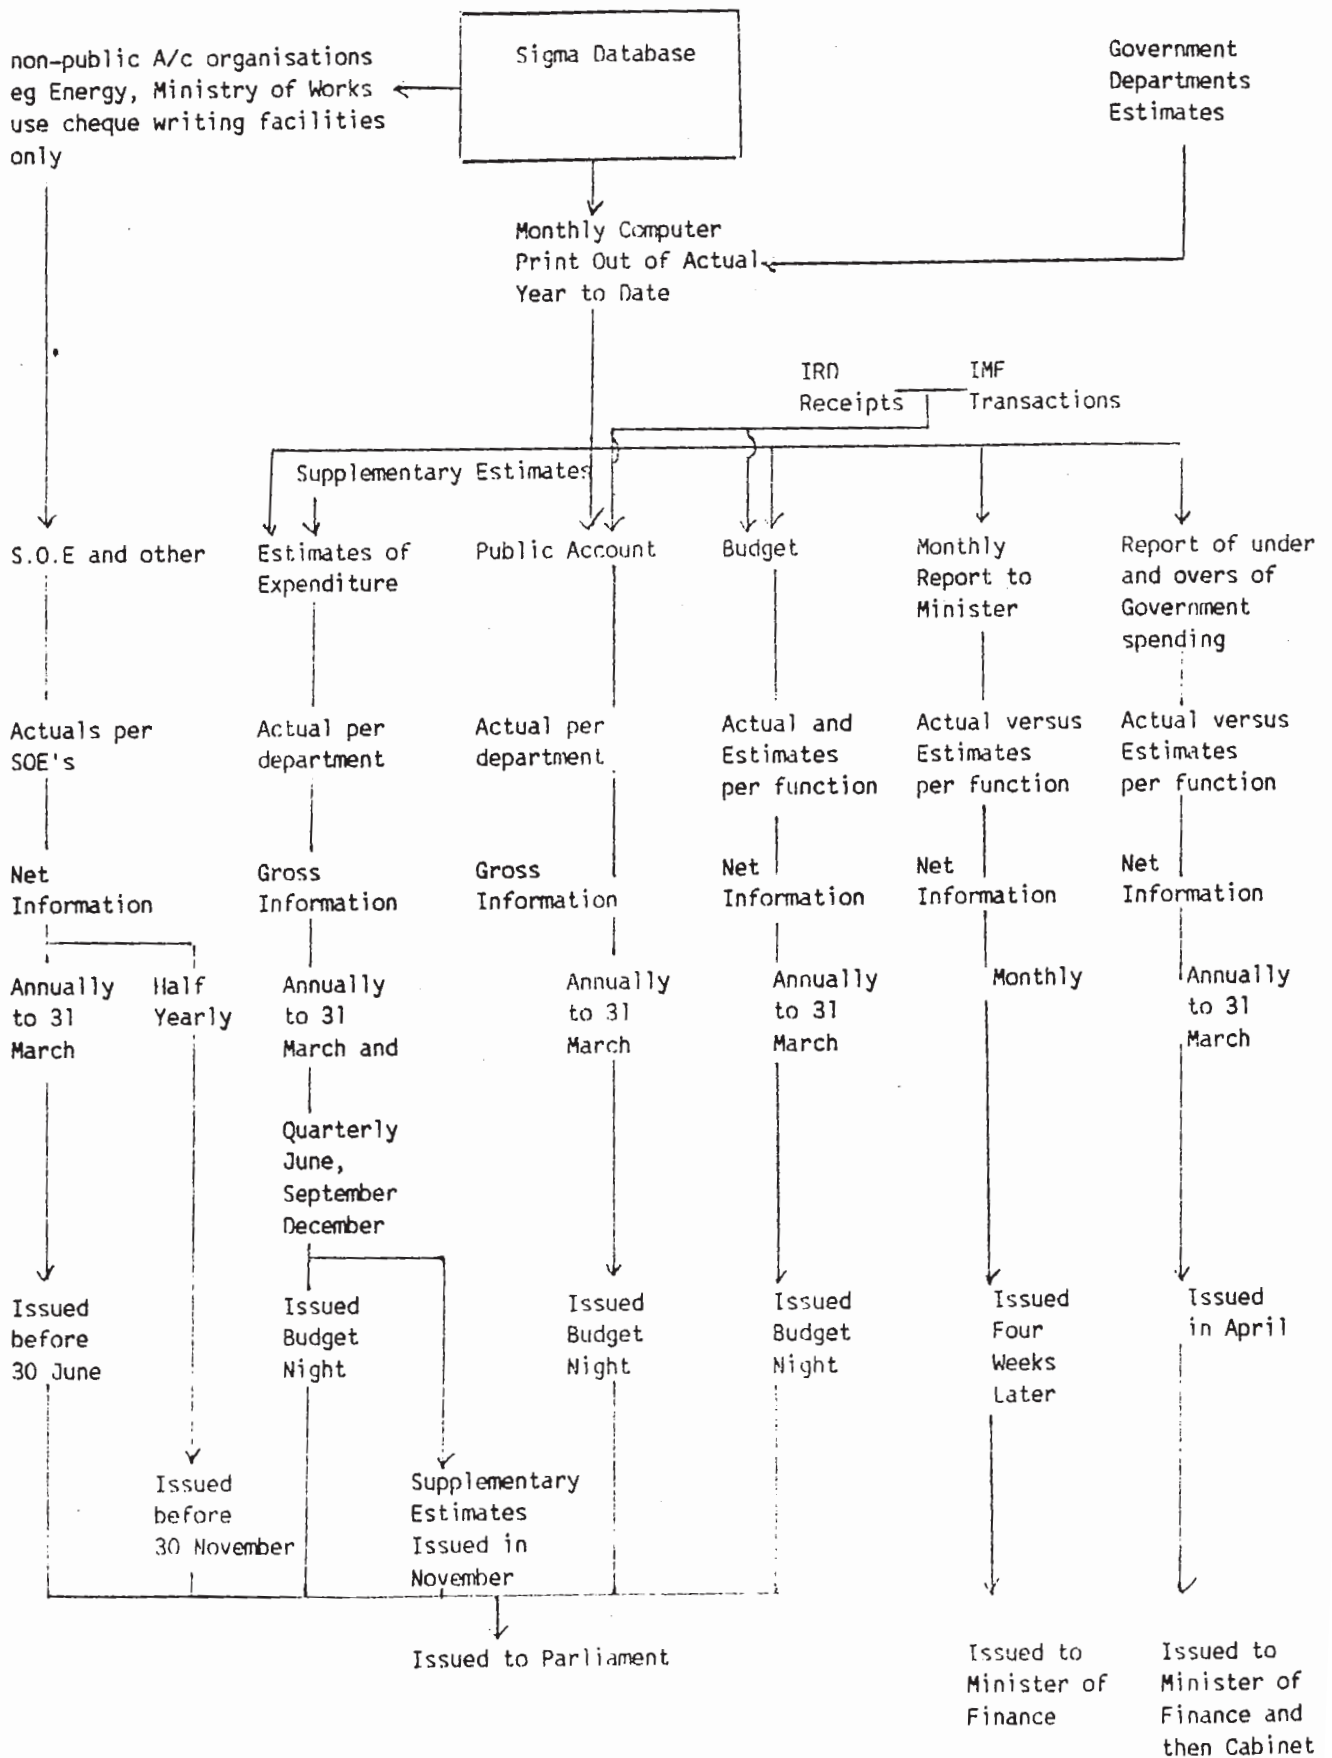 non-public A/c organisations
eg Energy, Ministry of Works
use cheque writing facilities
only
Sigma Database
Government
Departments
Estimates
Monthly Computer
Print Out of Actual
Year to Date
IRD
Receipts
IMF
Transactions
Supplementary Estimates
S.O.E and other
Estimates of
Expenditure
Public Account
Budget
Monthly
Report to
Minister
Report of under
and overs of
Government
spending
Actuals per
SOE's
Actual per
department
Actual per
department
Actual and
Estimates
per function
Actual versus
Estimates
per function
Actual versus
Estimates
per function
Net
Information
Gross
Information
Gross
Information
Net
Information
Net
Information
Net
Information
Annually
to 31
March
Half
Yearly
Annually
to 31
March and
Quarterly
June,
September
December
Annually
to 31
March
Annually
to 31
March
Monthly
Annually
to 31
March
Issued
before
30 June
Issued
Budget
Night
Issued
Budget
Night
Issued
Budget
Night
Issued
Four
Weeks
Later
Issued
in April
Issued
before
30 November
Supplementary
Estimates
Issued in
November
Issued to Parliament
Issued to
Minister of
Finance
Issued to
Minister of
Finance and
then Cabinet